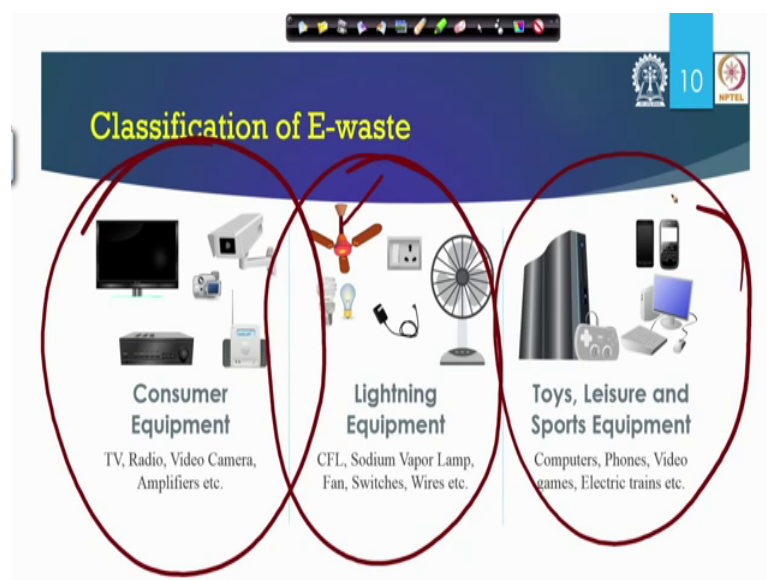 10
NPTEL
Classification of E-waste
Consumer
Equipment
TV, Radio, Video Camera,
Amplifiers etc.
Lightning
Equipment
CFL, Sodium Vapor Lamp,
Fan, Switches, Wires etc.
Toys, Leisure and
Sports Equipment
Computers, Phones, Video
games, Electric trains etc.